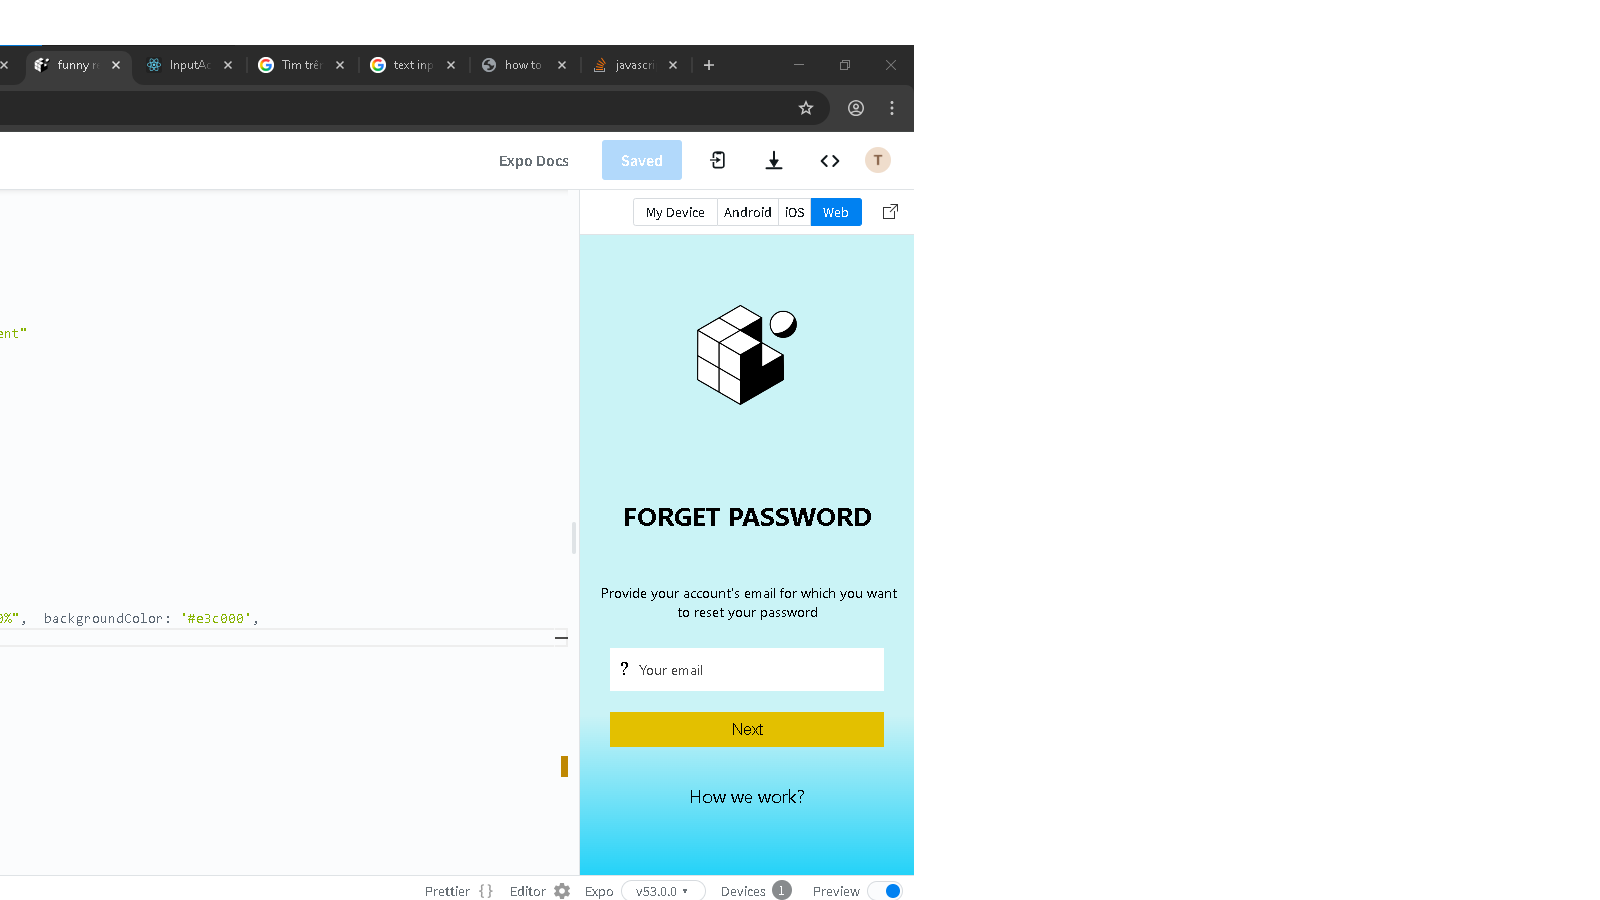 funny r
InputAc
Tìm trên
text inp
how to
javascri
Expo Docs
Saved
T
My Device
Android
iOS
Web
ent"
0%", backgroundColor: '#e3c000',
FORGET PASSWORD
Provide your account's email for which you want
to reset your password
? Your email
Next
How we work?
Prettier {}
Editor
Expo
v53.0.0
Devices 1
Preview